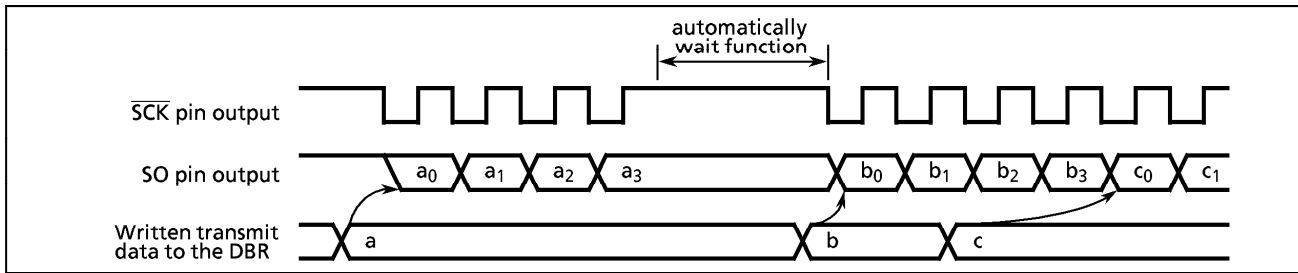 automatically
wait function
SCK pin output
SO pin output
a0 a1 a2 a3 b0 b1 b2 b3 c0 c1
Written transmit
data to the DBR
a b c